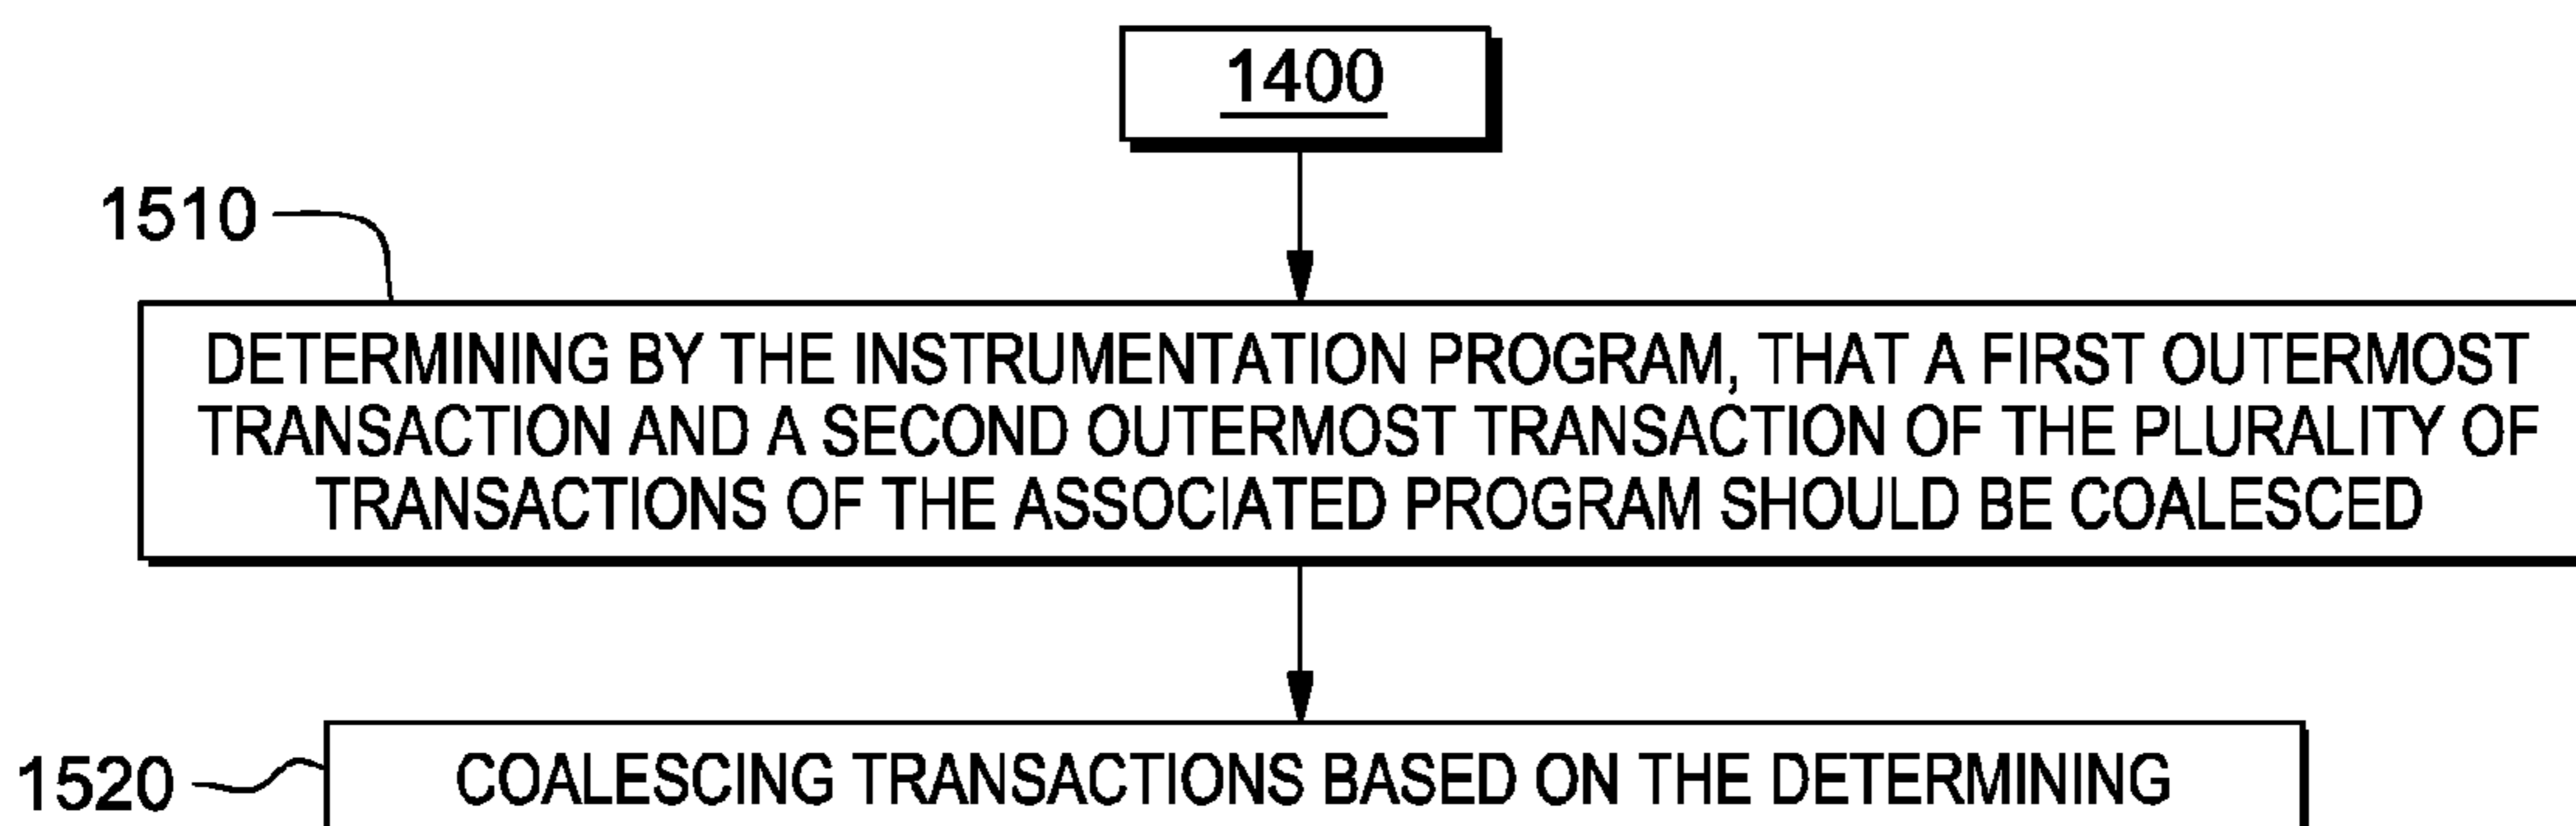 1400
1510
DETERMINING BY THE INSTRUMENTATION PROGRAM, THAT A FIRST OUTERMOST
TRANSACTION AND A SECOND OUTERMOST TRANSACTION OF THE PLURALITY OF
TRANSACTIONS OF THE ASSOCIATED PROGRAM SHOULD BE COALESCED
1520
COALESCING TRANSACTIONS BASED ON THE DETERMINING